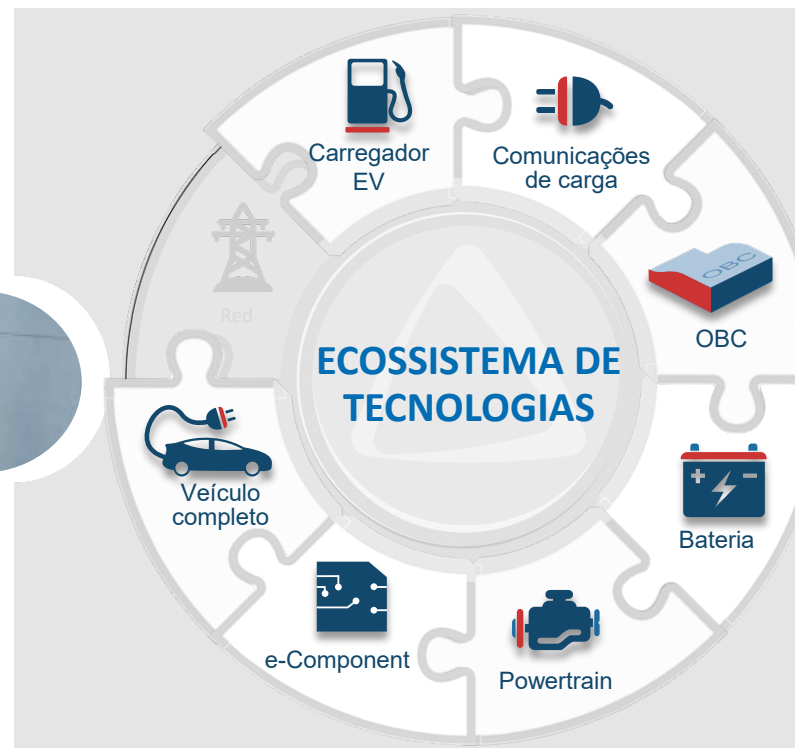 Carregador
EV
Comunicações
de carga
OBC
OBC
Red
ECOSSISTEMA DE
TECNOLOGIAS
Veículo
completo
Bateria
e-Component
Powertrain